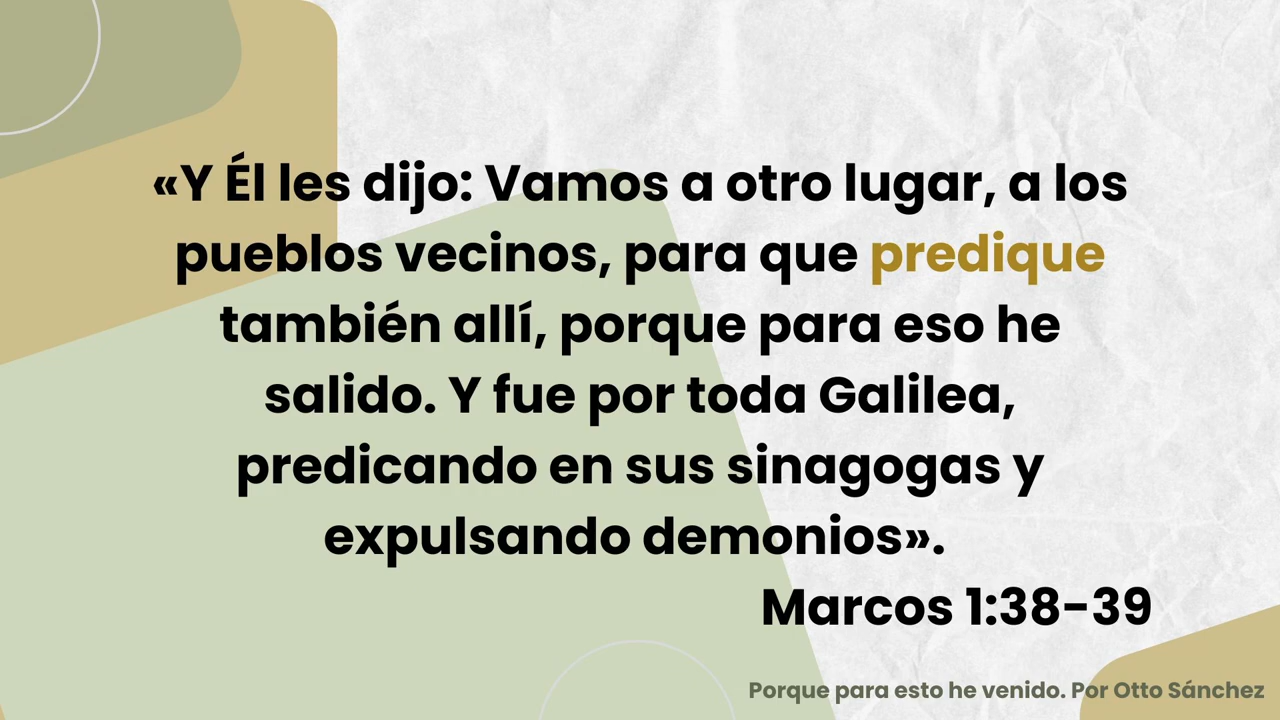 «Y Él les dijo: Vamos a otro lugar, a los
pueblos vecinos, para que predique
también allí, porque para eso he
salido. Y fue por toda Galilea,
predicando en sus sinagogas y
expulsando demonios».
Marcos 1:38-39
Porque para esto he venido. Por Otto Sánchez